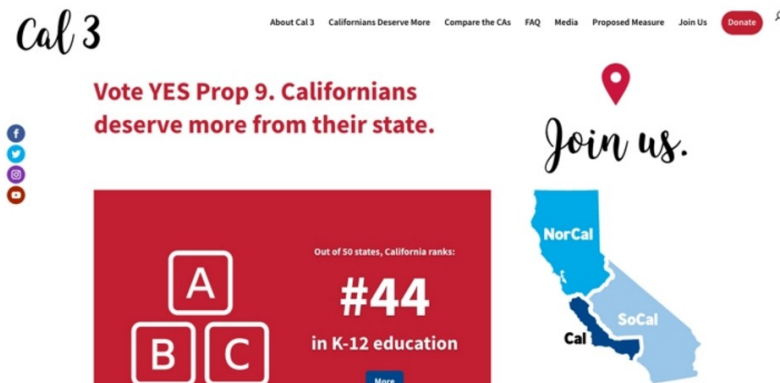 Cal 3
About Cal 3 Californians Deserve More Compare the CAs FAQ Media Proposed Measure Join Us Donate
Vote YES Prop 9. Californians
deserve more from their state.
Join us.
A
B C
Out of 50 states, California ranks:
#44
in K-12 education
More
NorCal
SoCal
Cal